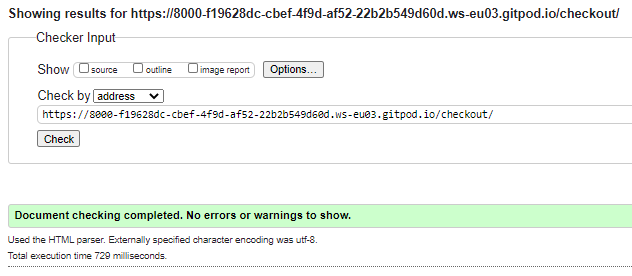 Showing results for https://8000-f19628dc-cbef-4f9d-af52-22b2b549d60d.ws-eu03.gitpod.io/checkout/
Checker Input
Show source outline image report Options...
Check by address
https://8000-f19628dc-cbef-4f9d-af52-22b2b549d60d.ws-eu03.gitpod.io/checkout/
Check
Document checking completed. No errors or warnings to show.
Used the HTML parser. Externally specified character encoding was utf-8.
Total execution time 729 milliseconds.